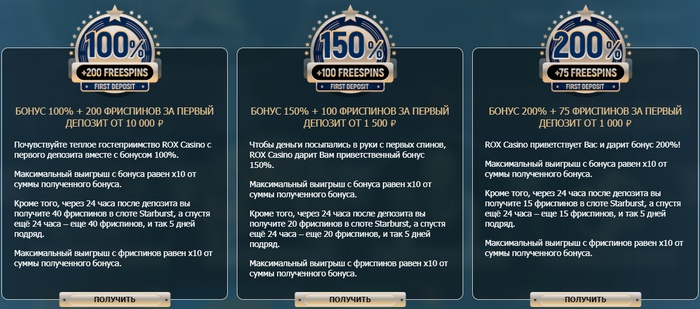 100%
+200 FREESPINS
FIRST DEPOSIT
БОНУС 100% + 200 ФРИСПИНОВ ЗА ПЕРВЫЙ
ДЕПОЗИТ ОТ 10 000 ₽
Почувствуйте теплое гостеприимство ROX Casino с
первого депозита вместе с бонусом 100%.
Максимальный выигрыш с бонуса равен x10 от
суммы полученного бонуса.
Кроме того, через 24 часа после депозита вы
получите 40 фриспинов в слоте Starburst, а спустя
ещё 24 часа – еще 40 фриспинов, и так 5 дней
подряд.
Максимальный выигрыш с фриспинов равен x10 от
суммы полученного бонуса.
ПОЛУЧИТЬ
150%
+100 FREESPINS
FIRST DEPOSIT
БОНУС 150% + 100 ФРИСПИНОВ ЗА ПЕРВЫЙ
ДЕПОЗИТ ОТ 1 500 ₽
Чтобы деньги посыпались в руки с первых спинов,
ROX Casino дарит Вам приветственный бонус
150%.
Максимальный выигрыш с бонуса равен x10 от
суммы полученного бонуса.
Кроме того, через 24 часа после депозита вы
получите 20 фриспинов в слоте Starburst, а спустя
ещё 24 часа – еще 20 фриспинов, и так 5 дней
подряд.
Максимальный выигрыш с фриспинов равен x10 от
суммы полученного бонуса.
ПОЛУЧИТЬ
200%
+75 FREESPINS
FIRST DEPOSIT
БОНУС 200% + 75 ФРИСПИНОВ ЗА ПЕРВЫЙ
ДЕПОЗИТ ОТ 1 000 ₽
ROX Casino приветствует Вас и дарит бонус 200%!
Максимальный выигрыш с бонуса равен x10 от
суммы полученного бонуса.
Кроме того, через 24 часа после депозита вы
получите 15 фриспинов в слоте Starburst, а спустя
ещё 24 часа – еще 15 фриспинов, и так 5 дней
подряд.
Максимальный выигрыш с фриспинов равен x10 от
суммы полученного бонуса.
ПОЛУЧИТЬ